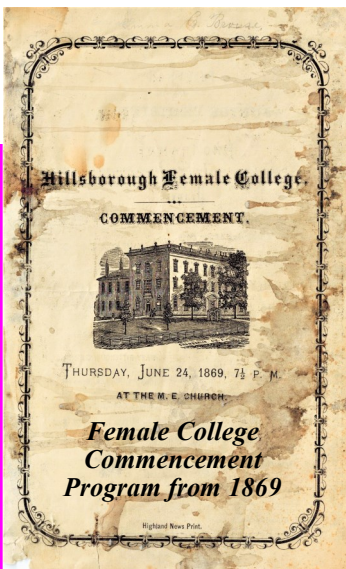 Hillsborough Female College.
COMMENCEMENT.
THURSDAY, JUNE 24, 1869, 7½ P. M.
AT THE M. E. CHURCH.
Female College
Commencement
Program from 1869
Highland News Print.